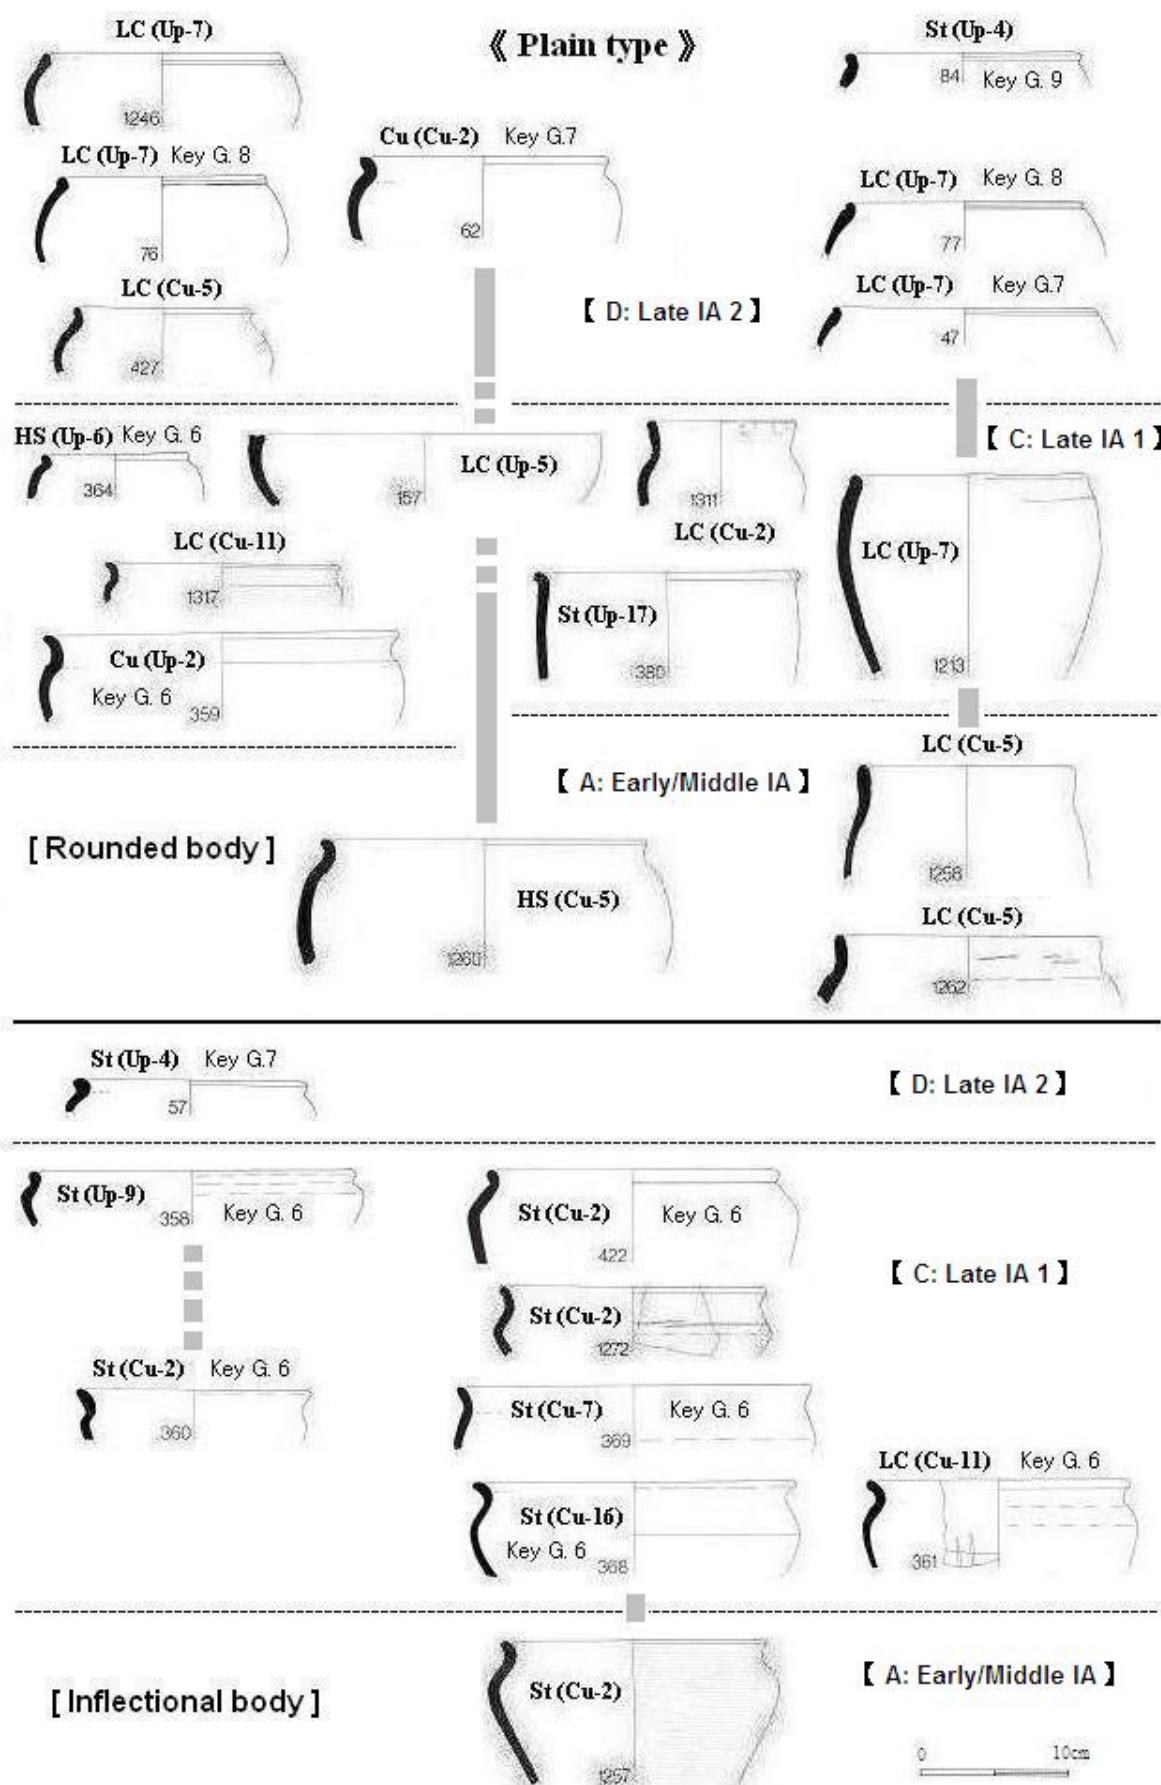 LC (Up-7)
《 Plain type 》
St (Up-4)
84 Key G. 9
1246
Cu (Cu-2) Key G.7
LC (Up-7) Key G. 8
LC (Up-7) Key G. 8
62
76
77
LC (Cu-5)
LC (Up-7) Key G.7
【 D: Late IA 2 】
47
427
HS (Up-6) Key G. 6
【 C: Late IA 1 】
LC (Up-5)
364
157
1311
LC (Cu-2)
LC (Cu-11)
LC (Up-7)
1317
St (Up-17)
Cu (Up-2)
1213
380
Key G. 6
359
LC (Cu-5)
【 A: Early/Middle IA 】
[ Rounded body ]
1258
HS (Cu-5)
LC (Cu-5)
1260
1262
St (Up-4) Key G.7
【 D: Late IA 2 】
57
St (Up-9)
358 Key G. 6
St (Cu-2) Key G. 6
422
【 C: Late IA 1 】
St (Cu-2)
1272
St (Cu-2) Key G. 6
St (Cu-7) Key G. 6
360
369
LC (Cu-11) Key G. 6
St (Cu-16)
Key G. 6
368
361
【 A: Early/Middle IA 】
St (Cu-2)
[ Inflectional body ]
0 10cm
1257